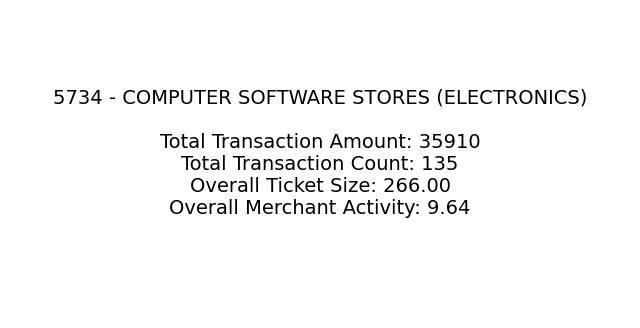 5734 - COMPUTER SOFTWARE STORES (ELECTRONICS)
Total Transaction Amount: 35910
Total Transaction Count: 135
Overall Ticket Size: 266.00
Overall Merchant Activity: 9.64